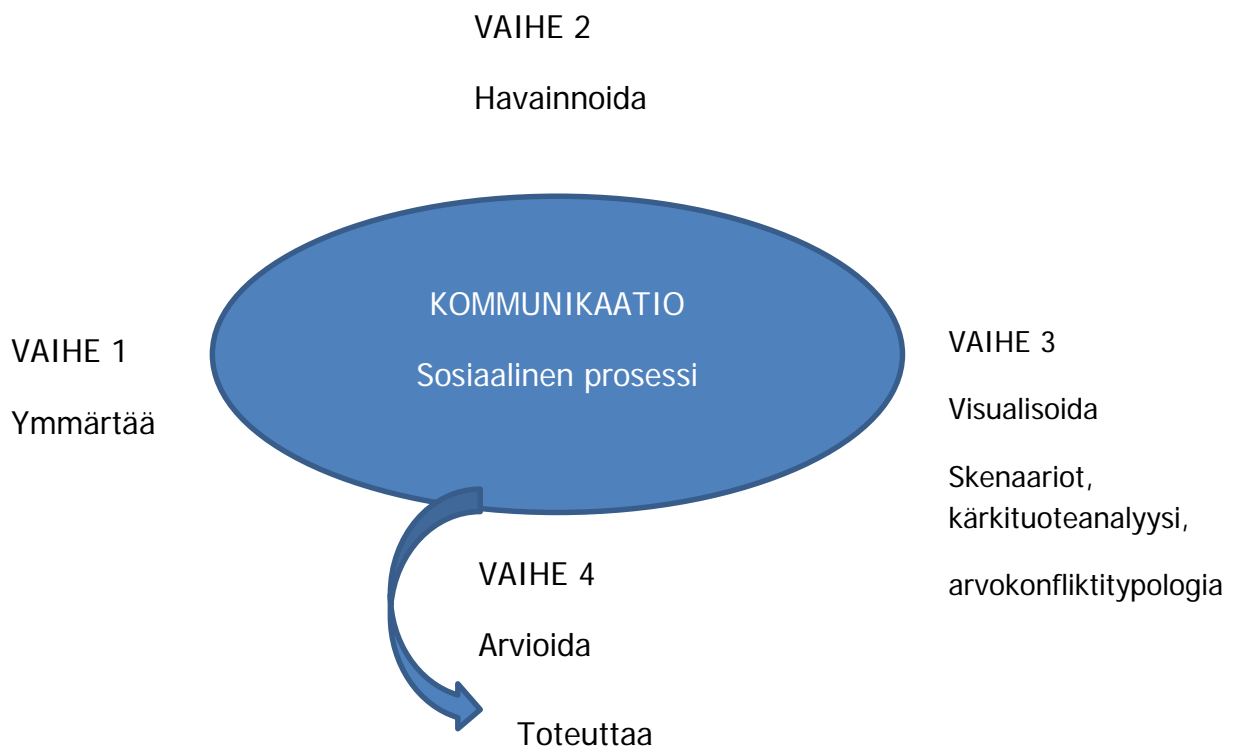 VAIHE 2
Havainnoida
KOMMUNIKAATIO
Sosiaalinen prosessi
VAIHE 1
Ymmärtää
VAIHE 3
Visualisoida
Skenaariot,
kärkituoteanalyysi,
arvokonfliktitypologia
VAIHE 4
Arvioida
Toteuttaa